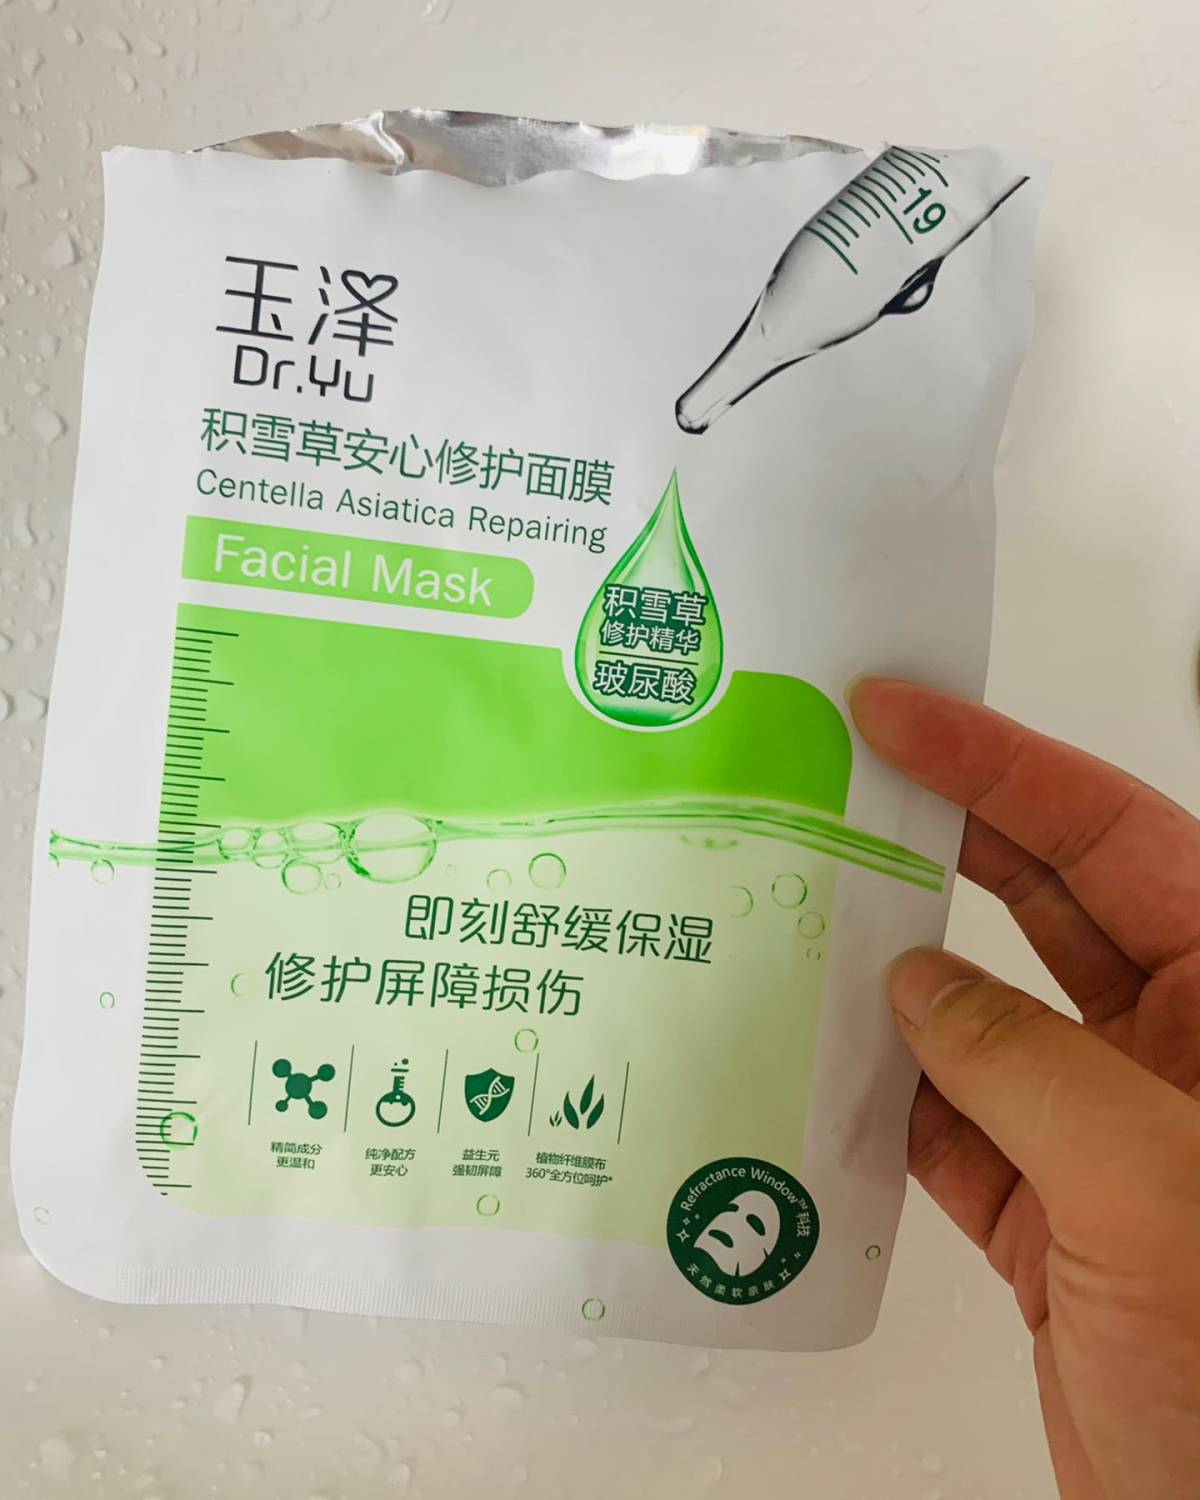 19
玉泽
Dr.Yu
积雪草安心修护面膜
Centella Asiatica Repairing
Facial Mask
积雪草
修护精华
玻尿酸
即刻舒缓保湿
修护屏障损伤
精简成分
更温和
纯净配方
更安心
益生元
强韧屏障
植物纤维膜布
360°全方位呵护*
Refractance Window™科技
天然柔软亲肤